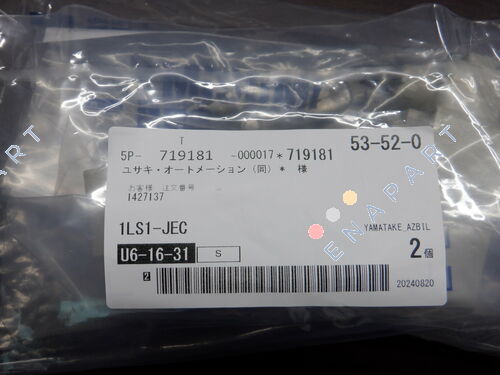 T
5P- 719181 -000017*719181 53-52-0
ユサキ・オートメーション（同）* 様
お客様 注文番号
I427137
1LS1-JEC
YAMATAKE_AZBIL
U6-16-31 S
2個
2
20240820
ENAPART
ENAPART